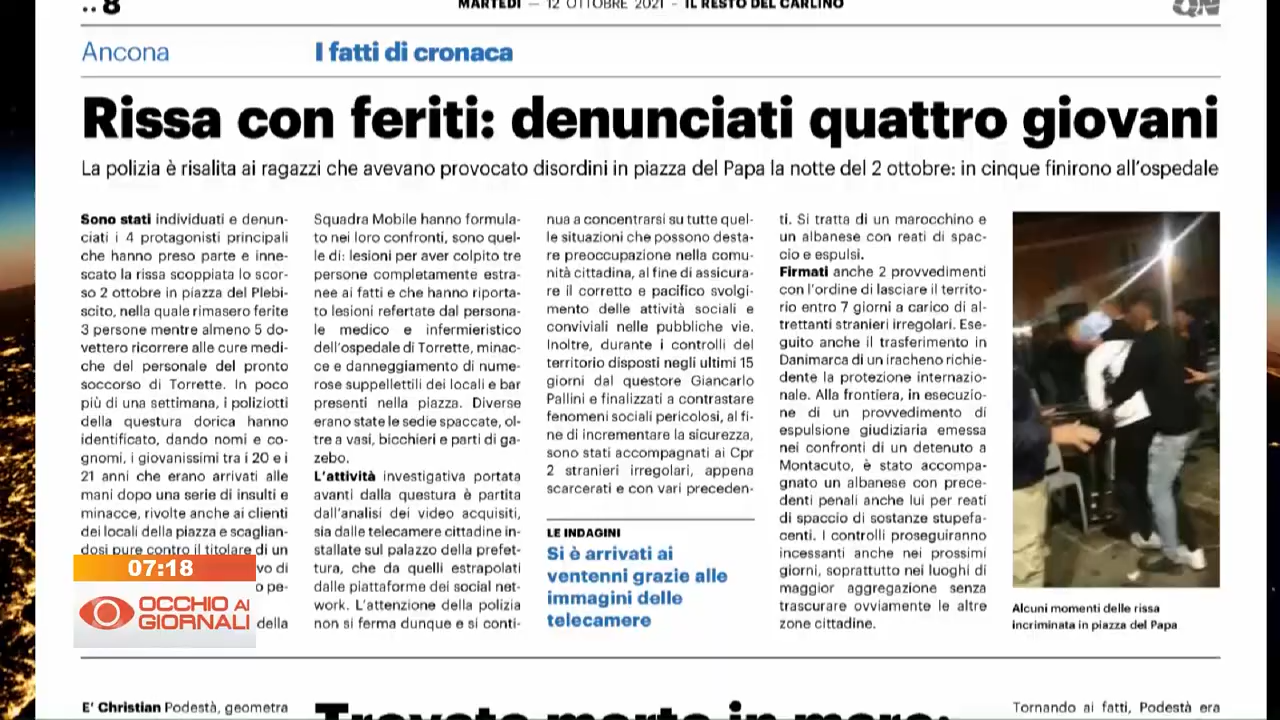 8
MARTEDÌ — 12 OTTOBRE 2021 – IL RESTO DEL CARLINO
QN
Ancona
I fatti di cronaca
Rissa con feriti: denunciati quattro giovani
La polizia è risalita ai ragazzi che avevano provocato disordini in piazza del Papa la notte del 2 ottobre: in cinque finirono all'ospedale
Sono stati individuati e denun-
ciati i 4 protagonisti principali
che hanno preso parte e inne-
scato la rissa scoppiata lo scor-
so 2 ottobre in piazza del Plebi-
scito, nella quale rimasero ferite
3 persone mentre almeno 5 do-
vettero ricorrere alle cure medi-
che del personale del pronto
soccorso di Torrette. In poco
più di una settimana, i poliziotti
della questura dorica hanno
identificato, dando nomi e co-
gnomi, i giovanissimi tra i 20 e i
21 anni che erano arrivati alle
mani dopo una serie di insulti e
minacce, rivolte anche ai clienti
dei locali della piazza e scaglian-
dosi pure contro il titolare di un
vo di
o pe-
della
Squadra Mobile hanno formula-
to nei loro confronti, sono quel-
le di: lesioni per aver colpito tre
persone completamente estra-
nee ai fatti e che hanno riporta-
to lesioni refertate dal persona-
le medico e infermieristico
dell'ospedale di Torrette, minac-
ce e danneggiamento di nume-
rose suppellettili dei locali e bar
presenti nella piazza. Diverse
erano state le sedie spaccate, ol-
tre a vasi, bicchieri e parti di ga-
zebo.
L'attività investigativa portata
avanti dalla questura è partita
dall'analisi dei video acquisiti,
sia dalle telecamere cittadine in-
stallate sul palazzo della prefet-
tura, che da quelli estrapolati
dalle piattaforme dei social net-
work. L'attenzione della polizia
non si ferma dunque e si conti-
nua a concentrarsi su tutte quel-
le situazioni che possono desta-
re preoccupazione nella comu-
nità cittadina, al fine di assicura-
re il corretto e pacifico svolgi-
mento delle attività sociali e
conviviali nelle pubbliche vie.
Inoltre, durante i controlli del
territorio disposti negli ultimi 15
giorni dal questore Giancarlo
Pallini e finalizzati a contrastare
fenomeni sociali pericolosi, al fi-
ne di incrementare la sicurezza,
sono stati accompagnati ai Cpr
2 stranieri irregolari, appena
scarcerati e con vari preceden-
LE INDAGINI
Si è arrivati ai
ventenni grazie alle
immagini delle
telecamere
ti. Si tratta di un marocchino e
un albanese con reati di spac-
cio e espulsi.
Firmati anche 2 provvedimenti
con l'ordine di lasciare il territo-
rio entro 7 giorni a carico di al-
trettanti stranieri irregolari. Ese-
guito anche il trasferimento in
Danimarca di un iracheno richie-
dente la protezione internazio-
nale. Alla frontiera, in esecuzio-
ne di un provvedimento di
espulsione giudiziaria emessa
nei confronti di un detenuto a
Montacuto, è stato accompa-
gnato un albanese con prece-
denti penali anche lui per reati
di spaccio di sostanze stupefa-
centi. I controlli proseguiranno
incessanti anche nei prossimi
giorni, soprattutto nei luoghi di
maggior aggregazione senza
trascurare ovviamente le altre
zone cittadine.
Alcuni momenti delle rissa
incriminata in piazza del Papa
07:18
OCCHIO AI
GIORNALI
E' Christian Podestà, geometra
Trovato morto in mare:
Tornando ai fatti, Podestà era